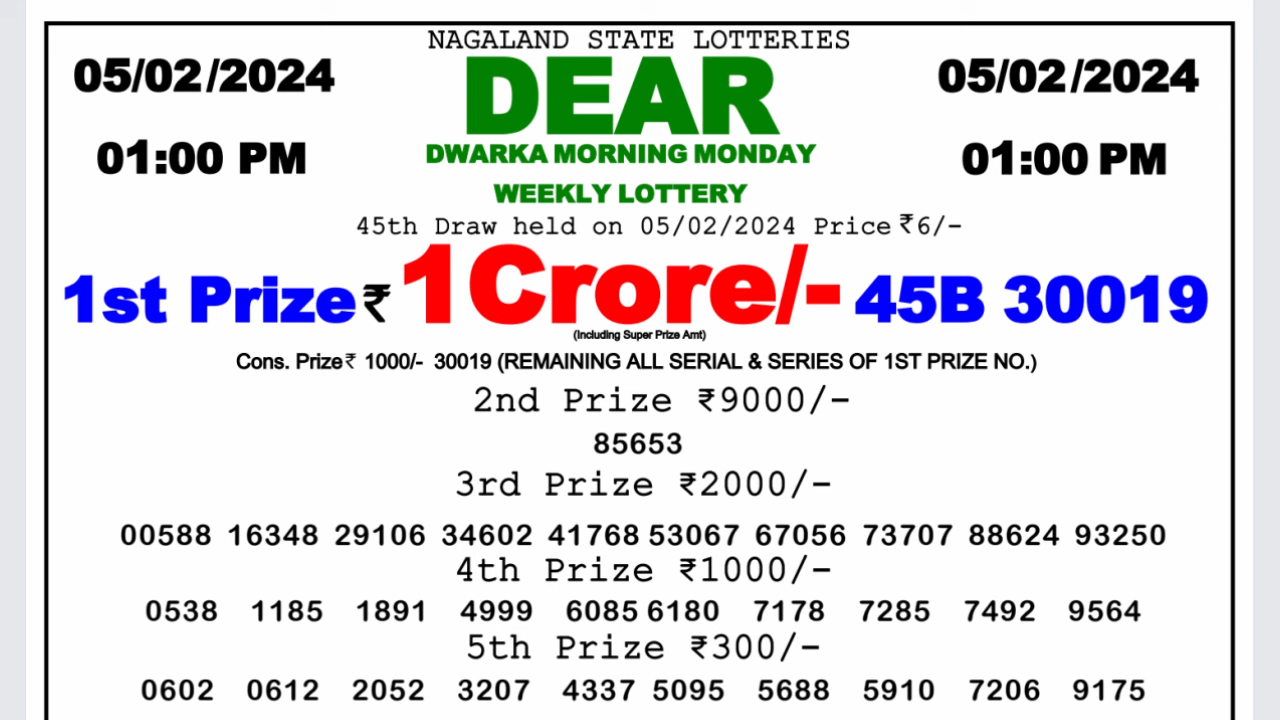 NAGALAND STATE LOTTERIES
05/02/2024 DEAR 05/02/2024
01:00 PM DWARKA MORNING MONDAY 01:00 PM
WEEKLY LOTTERY
45th Draw held on 05/02/2024 Price ₹6/-
1st Prize ₹ 1Crore/- 45B 30019
(Including Super Prize Amt)
Cons. Prize ₹ 1000/- 30019 (REMAINING ALL SERIAL & SERIES OF 1ST PRIZE NO.)
2nd Prize ₹9000/-
85653
3rd Prize ₹2000/-
00588 16348 29106 34602 41768 53067 67056 73707 88624 93250
4th Prize ₹1000/-
0538 1185 1891 4999 6085 6180 7178 7285 7492 9564
5th Prize ₹300/-
0602 0612 2052 3207 4337 5095 5688 5910 7206 9175